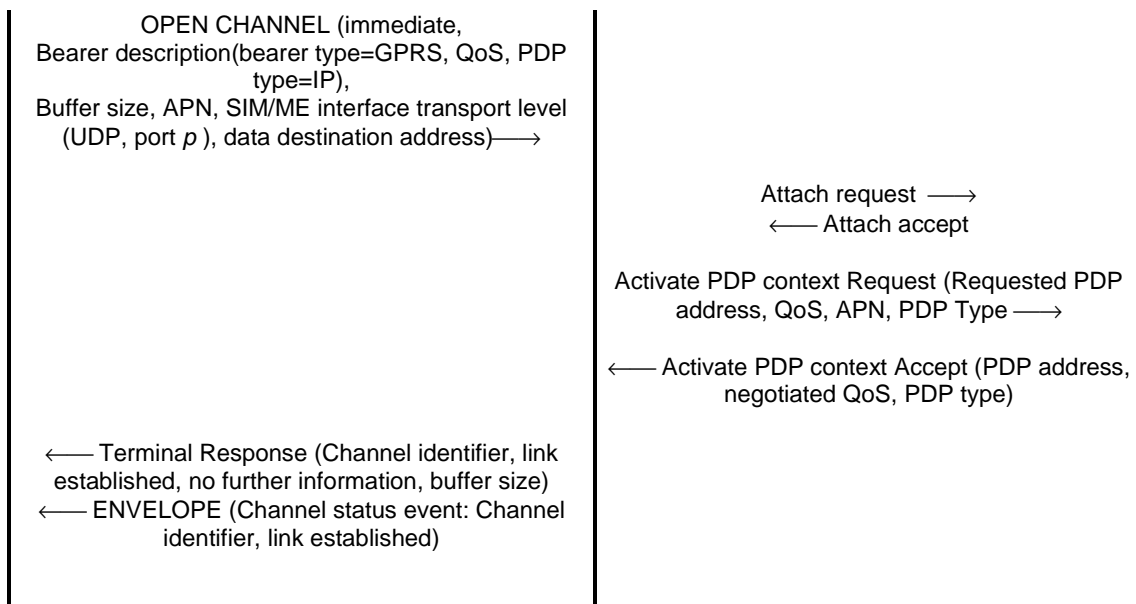 OPEN CHANNEL (immediate,
Bearer description(bearer type=GPRS, QoS, PDP
type=IP),
Buffer size, APN, SIM/ME interface transport level
(UDP, port p ), data destination address)⟶
Attach request ⟶
⟵ Attach accept
Activate PDP context Request (Requested PDP
address, QoS, APN, PDP Type ⟶
⟵ Activate PDP context Accept (PDP address,
negotiated QoS, PDP type)
⟵ Terminal Response (Channel identifier, link
established, no further information, buffer size)
⟵ ENVELOPE (Channel status event: Channel
identifier, link established)